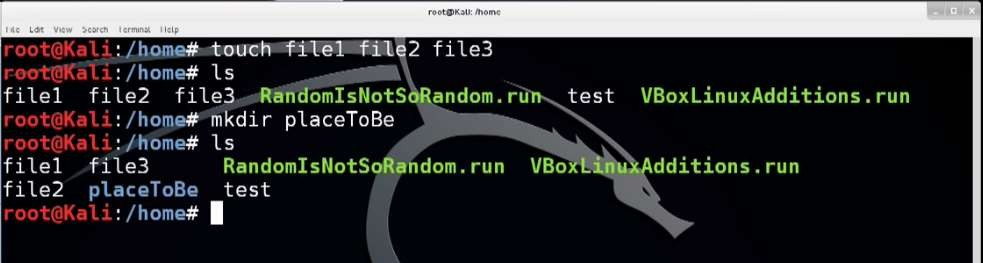 root@Kali: /home
File Edit View Search Terminal Help
root@Kali:/home# touch file1 file2 file3
root@Kali:/home# ls
file1 file2 file3 RandomIsNotSoRandom.run test VBoxLinuxAdditions.run
root@Kali:/home# mkdir placeToBe
root@Kali:/home# ls
file1 file3 RandomIsNotSoRandom.run VBoxLinuxAdditions.run
file2 placeToBe test
root@Kali:/home#